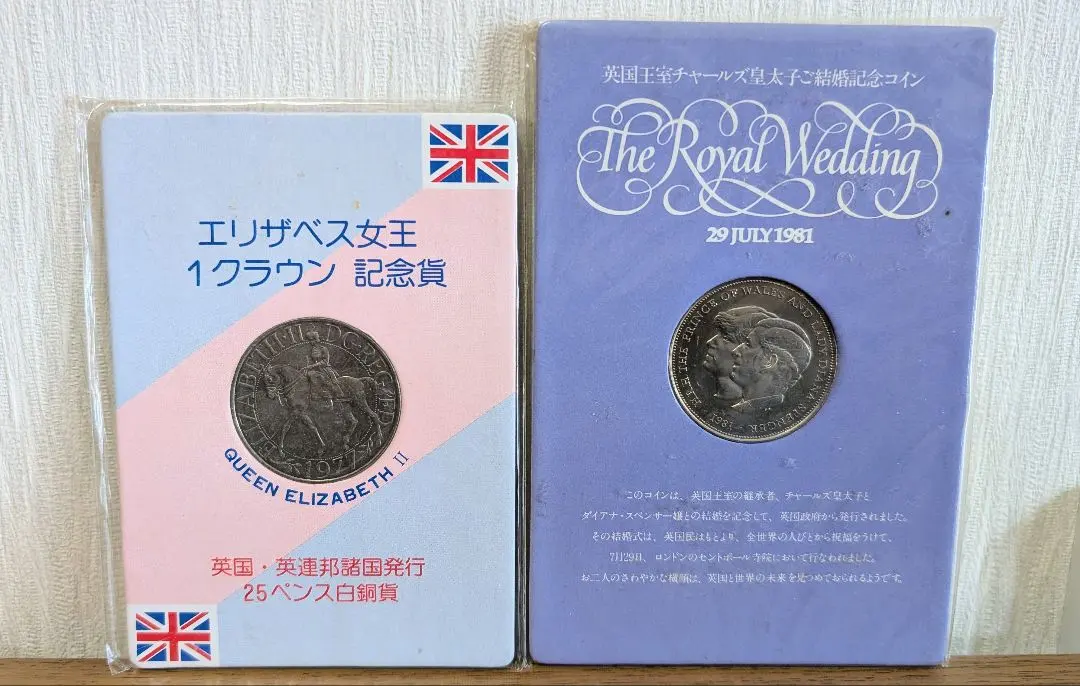 エリザベス女王
1クラウン 記念貨
ELIZABETH·II D·G·REG F·D
1977
QUEEN ELIZABETH II
英国・英連邦諸国発行
25ペンス白銅貨
英国王室チャールズ皇太子ご結婚記念コイン
The Royal Wedding
29 JULY 1981
H.R.H. THE PRINCE OF WALES AND LADY DIANA SPENCER
1981
このコインは、英国王室の継承者、チャールズ皇太子と
ダイアナ・スペンサー嬢との結婚を記念して、英国政府から発行されました。
その結婚式は、英国民はもとより、全世界の人びとから祝福をうけて、
7月29日、ロンドンのセントポール寺院において行なわれました。
お二人のさわやかな横顔は、英国と世界の未来を見つめておられるようです。